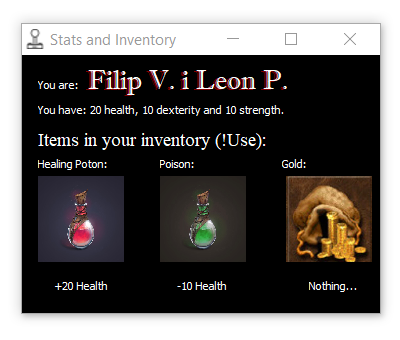 Stats and Inventory
You are: Filip V. i Leon P.
You have: 20 health, 10 dexterity and 10 strength.
Items in your inventory (!Use):
Healing Poton: Poison: Gold:
+20 Health -10 Health Nothing...